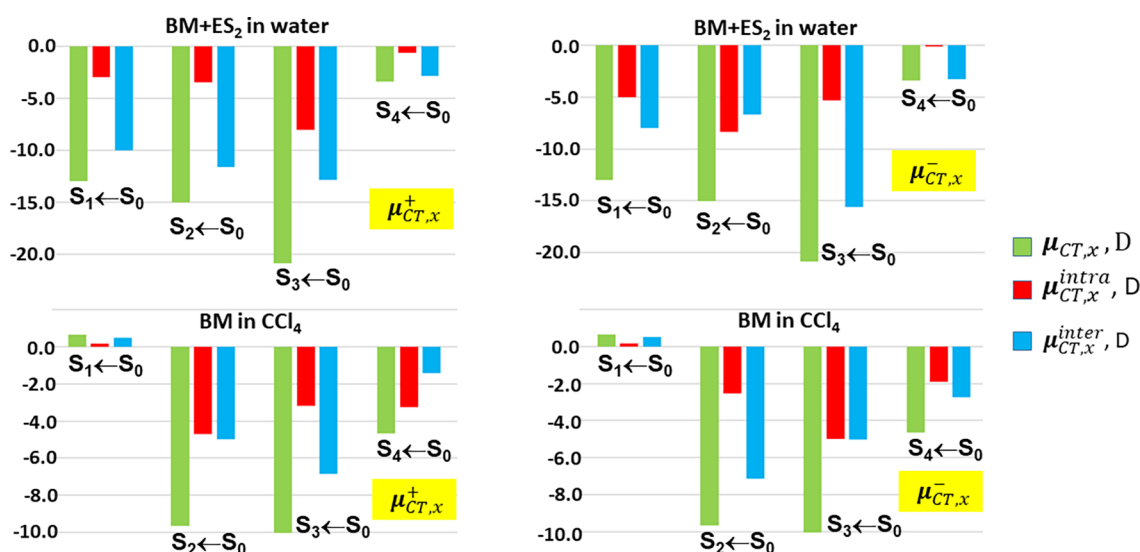 BM+ES₂ in water
0.0
-5.0
-10.0
-15.0
-20.0
S₁←S₀
S₂←S₀
S₃←S₀
S₄←S₀
μ⁺CT,x
BM+ES₂ in water
0.0
-5.0
-10.0
-15.0
-20.0
S₁←S₀
S₂←S₀
S₃←S₀
S₄←S₀
μ⁻CT,x
BM in CCl₄
0.0
-2.0
-4.0
-6.0
-8.0
-10.0
S₁←S₀
S₂←S₀
S₃←S₀
S₄←S₀
μ⁺CT,x
BM in CCl₄
0.0
-2.0
-4.0
-6.0
-8.0
-10.0
S₁←S₀
S₂←S₀
S₃←S₀
S₄←S₀
μ⁻CT,x
μCT,x , D
μ^intra CT,x , D
μ^inter CT,x , D